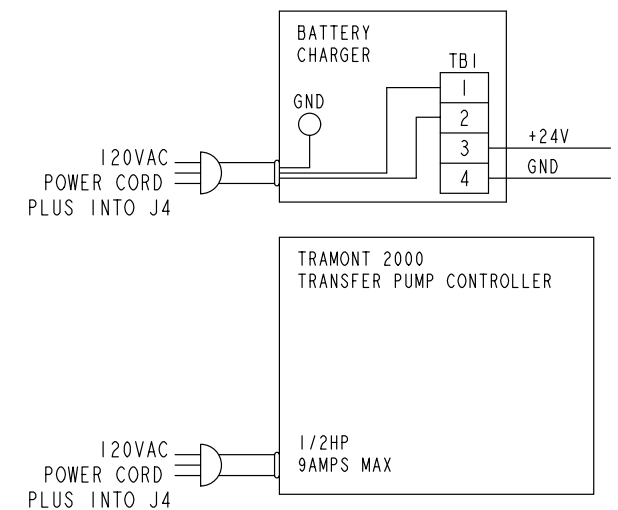 BATTERY
CHARGER
TB1
GND
1
2
3
4
+24V
GND
120VAC
POWER CORD
PLUS INTO J4
TRAMONT 2000
TRANSFER PUMP CONTROLLER
1/2HP
9AMPS MAX
120VAC
POWER CORD
PLUS INTO J4